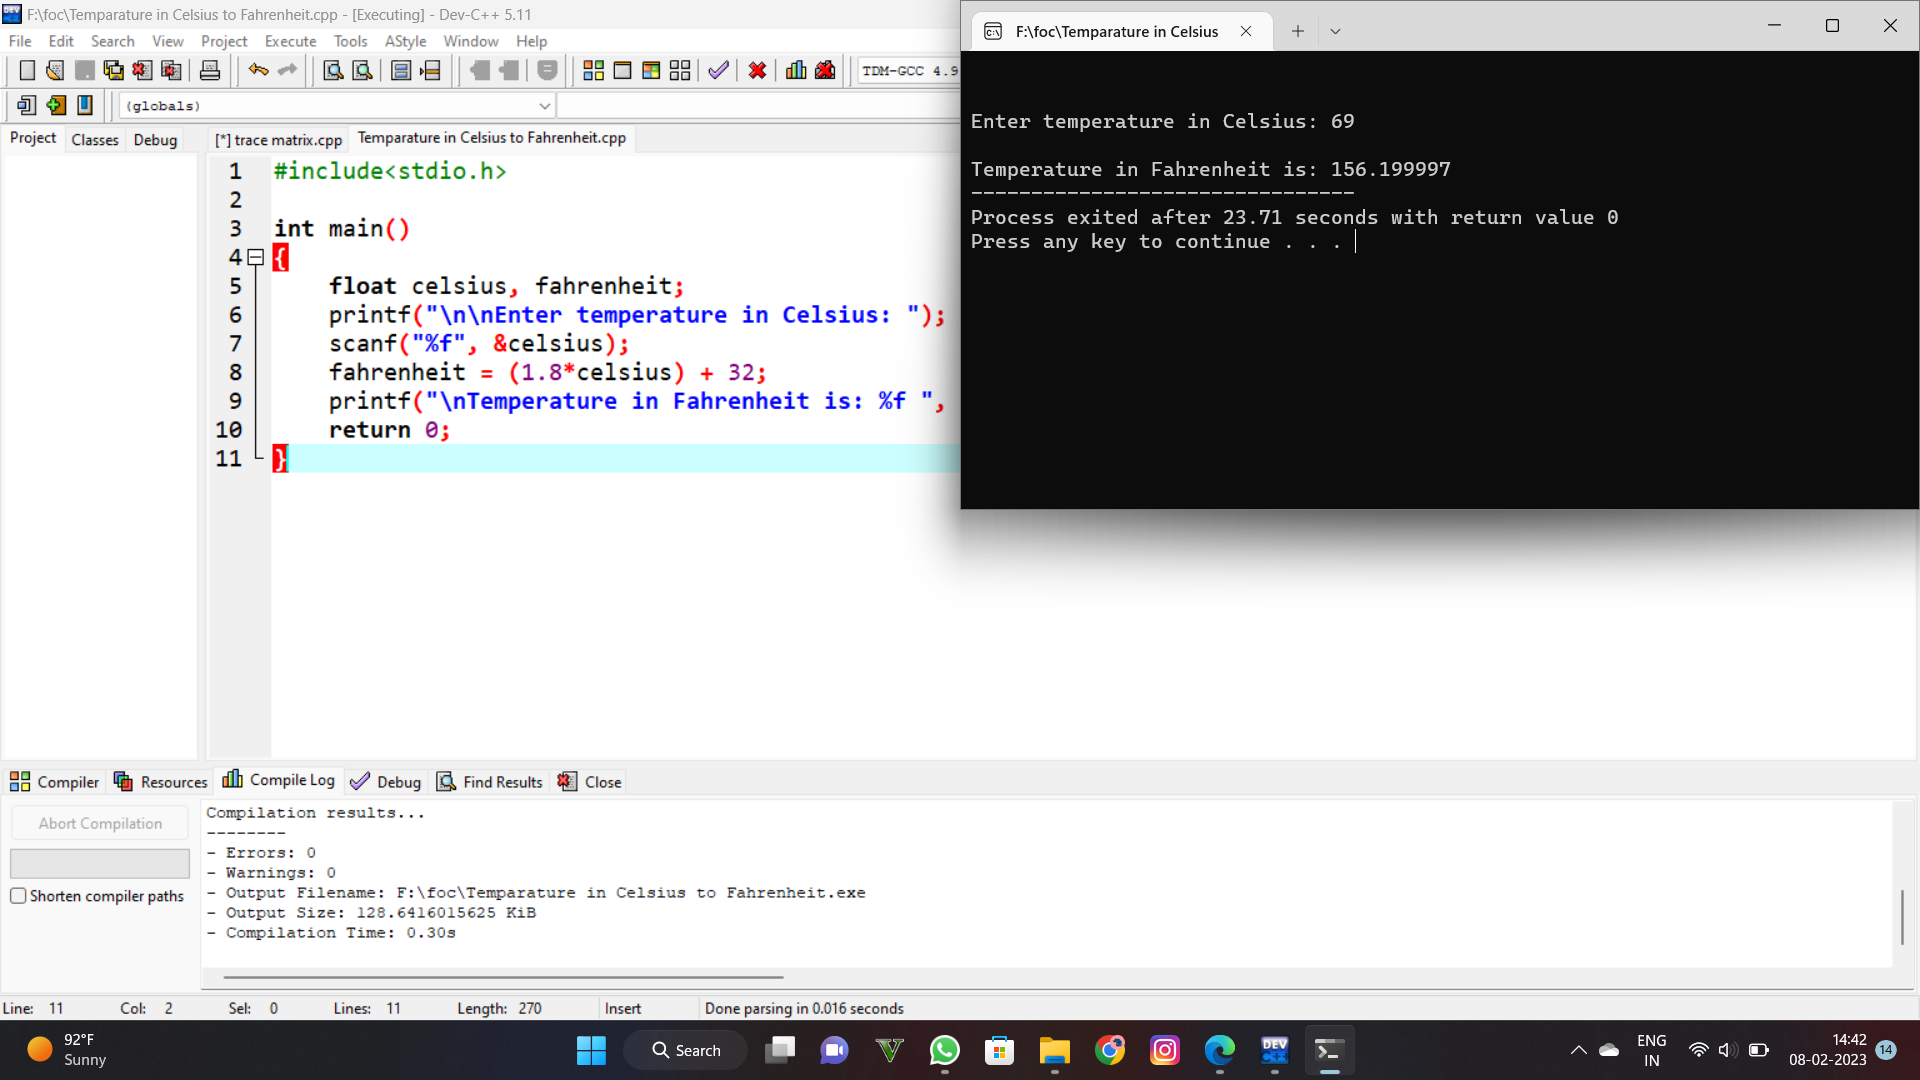 F:\foc\Temparature in Celsius to Fahrenheit.cpp - [Executing] - Dev-C++ 5.11
File Edit Search View Project Execute Tools AStyle Window Help
TDM-GCC 4.9
(globals)
Project Classes Debug
[*] trace matrix.cpp Temparature in Celsius to Fahrenheit.cpp
1 #include<stdio.h>
2
3 int main()
4 {
5 float celsius, fahrenheit;
6 printf("\n\nEnter temperature in Celsius: ");
7 scanf("%f", &celsius);
8 fahrenheit = (1.8*celsius) + 32;
9 printf("\nTemperature in Fahrenheit is: %f ",
10 return 0;
11 }
F:\foc\Temparature in Celsius
Enter temperature in Celsius: 69
Temperature in Fahrenheit is: 156.199997
--------------------------------
Process exited after 23.71 seconds with return value 0
Press any key to continue . . .
Compiler Resources Compile Log Debug Find Results Close
Abort Compilation
Shorten compiler paths
Compilation results...
--------
- Errors: 0
- Warnings: 0
- Output Filename: F:\foc\Temparature in Celsius to Fahrenheit.exe
- Output Size: 128.6416015625 KiB
- Compilation Time: 0.30s
Line: 11 Col: 2 Sel: 0 Lines: 11 Length: 270 Insert Done parsing in 0.016 seconds
92°F
Sunny
Search
DEV C++
ENG
IN
14:42
08-02-2023
14